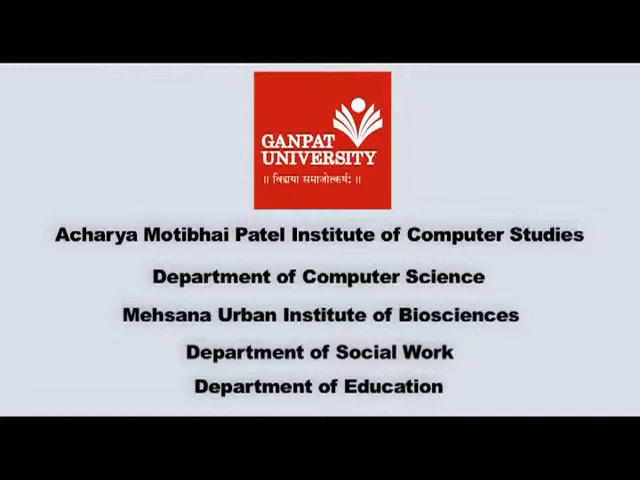 GANPAT
UNIVERSITY
॥ विद्यया समाजोत्कर्षः ॥
Acharya Motibhai Patel Institute of Computer Studies
Department of Computer Science
Mehsana Urban Institute of Biosciences
Department of Social Work
Department of Education